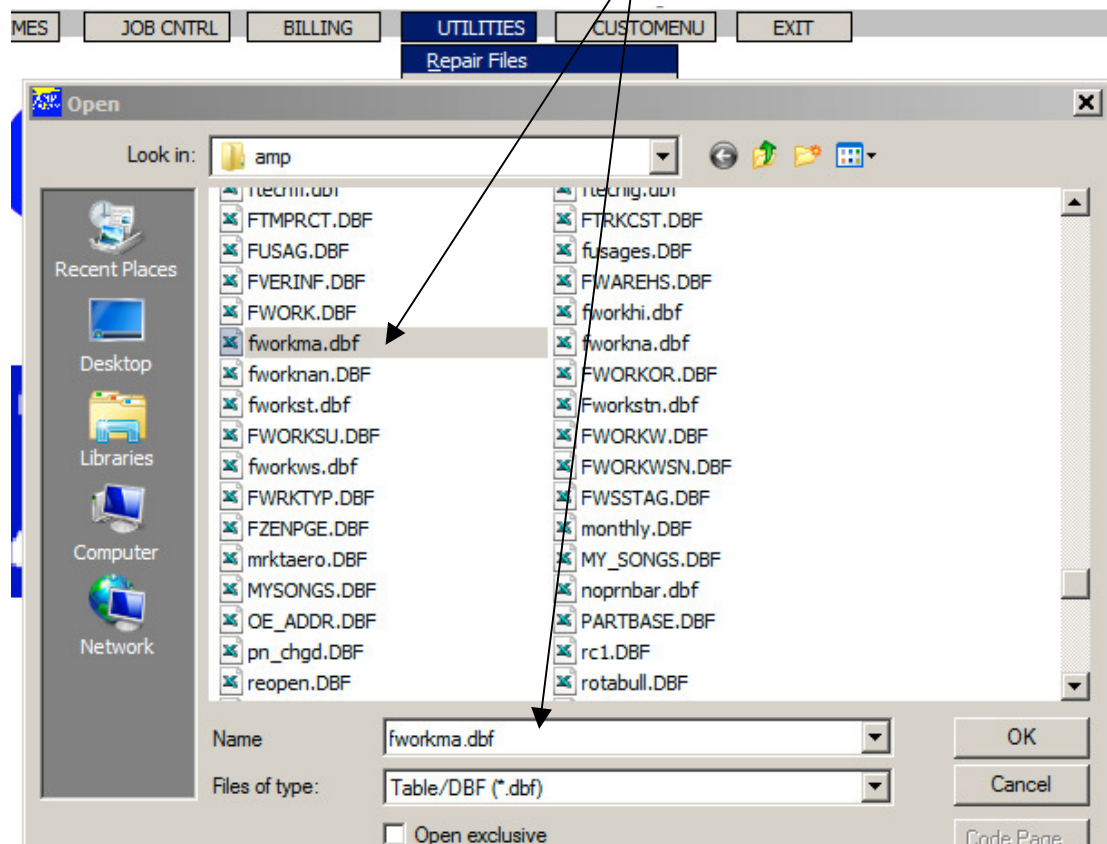 MES JOB CNTRL BILLING UTILITIES CUSTOMENU EXIT
Repair Files
Open
Look in: amp
FTMPRCT.DBF FTRKCST.DBF
FUSAG.DBF fusages.DBF
FVERINF.DBF FWAREHS.DBF
FWORK.DBF fworkhi.dbf
fworkma.dbf fworkna.dbf
fworknan.DBF FWORKOR.DBF
fworkst.dbf Fworkstn.dbf
FWORKSU.DBF FWORKW.DBF
fworkws.dbf FWORKWSN.DBF
FWRKTYP.DBF FWSSTAG.DBF
FZENPGE.DBF monthly.DBF
mrktaero.DBF MY_SONGS.DBF
MYSONGS.DBF noprnbar.dbf
OE_ADDR.DBF PARTBASE.DBF
pn_chgd.DBF rc1.DBF
reopen.DBF rotabull.DBF
Recent Places
Desktop
Libraries
Computer
Network
Name fworkma.dbf OK
Files of type: Table/DBF (*.dbf) Cancel
Open exclusive Code Page